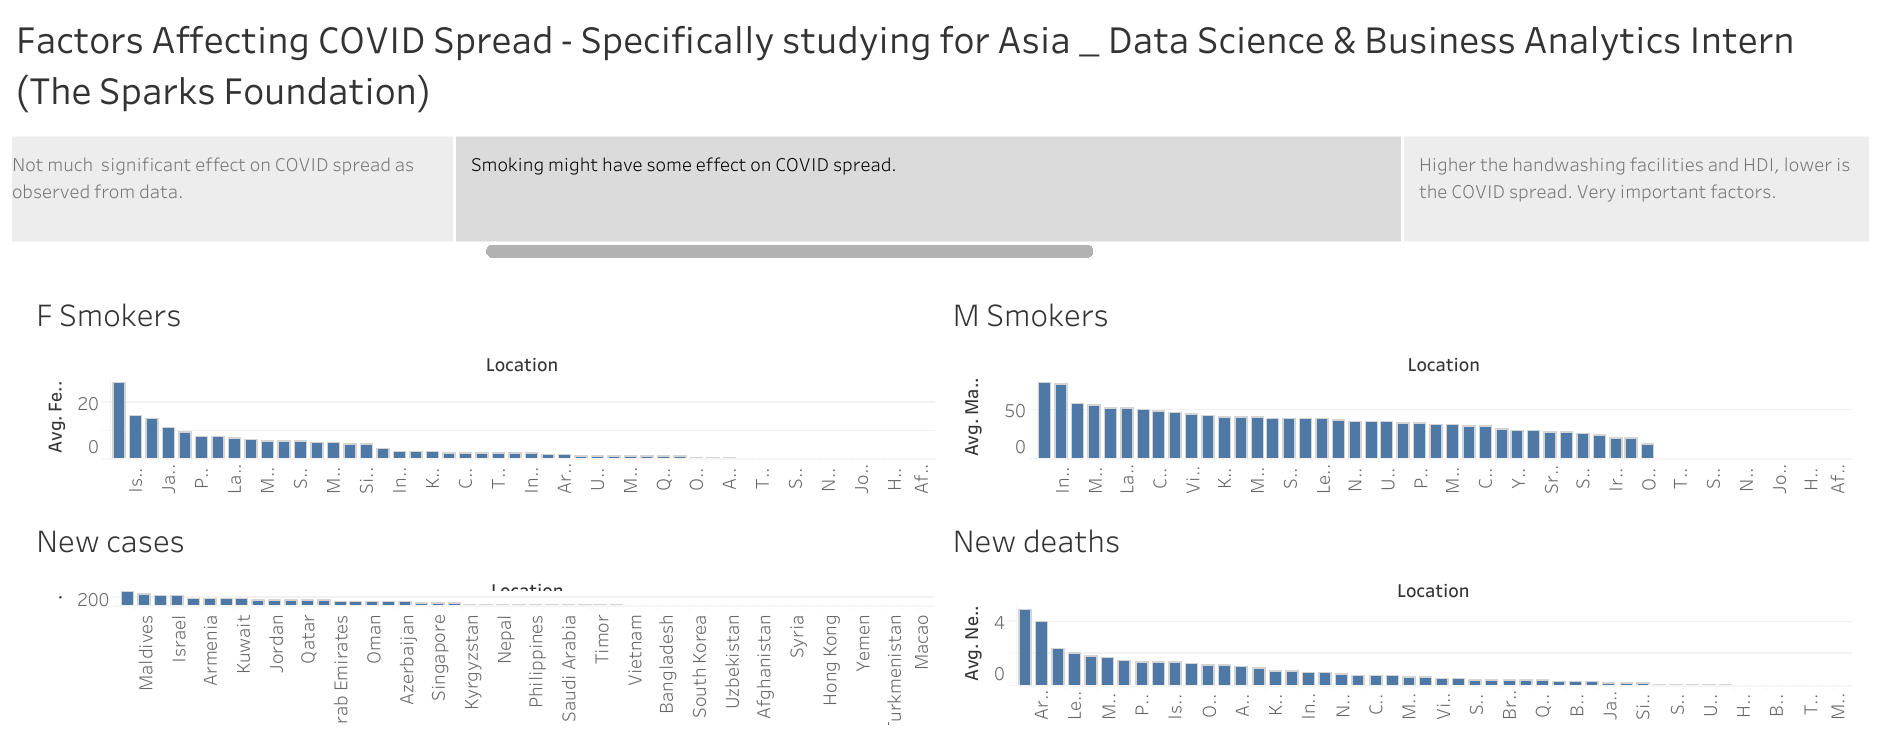 Factors Affecting COVID Spread - Specifically studying for Asia _ Data Science & Business Analytics Intern
(The Sparks Foundation)
Not much  significant effect on COVID spread as
observed from data.
Smoking might have some effect on COVID spread.
Higher the handwashing facilities and HDI, lower is
the COVID spread. Very important factors.
F Smokers
Location
Avg. Fe..
20
0
Is..
Ja..
P..
La..
M..
S..
M..
Si..
In..
K..
C..
T..
In..
Ar..
U..
M..
Q..
O..
A..
T..
S..
N..
Jo..
H..
Af..
M Smokers
Location
Avg. Ma..
50
0
In..
M..
La..
C..
Vi..
K..
M..
S..
Le..
N..
U..
P..
M..
C..
Y..
Sr..
S..
Ir..
O..
T..
S..
N..
Jo..
H..
Af..
New cases
Location
200
Maldives
Israel
Armenia
Kuwait
Jordan
Qatar
rab Emirates
Oman
Azerbaijan
Singapore
Kyrgyzstan
Nepal
Philippines
Saudi Arabia
Timor
Vietnam
Bangladesh
South Korea
Uzbekistan
Afghanistan
Syria
Hong Kong
Yemen
urkmenistan
Macao
New deaths
Location
Avg. Ne..
4
0
Ar..
Le..
M..
P..
Is..
O..
A..
K..
In..
N..
C..
M..
Vi..
S..
Br..
Q..
B..
Ja..
Si..
S..
U..
H..
B..
T..
M..